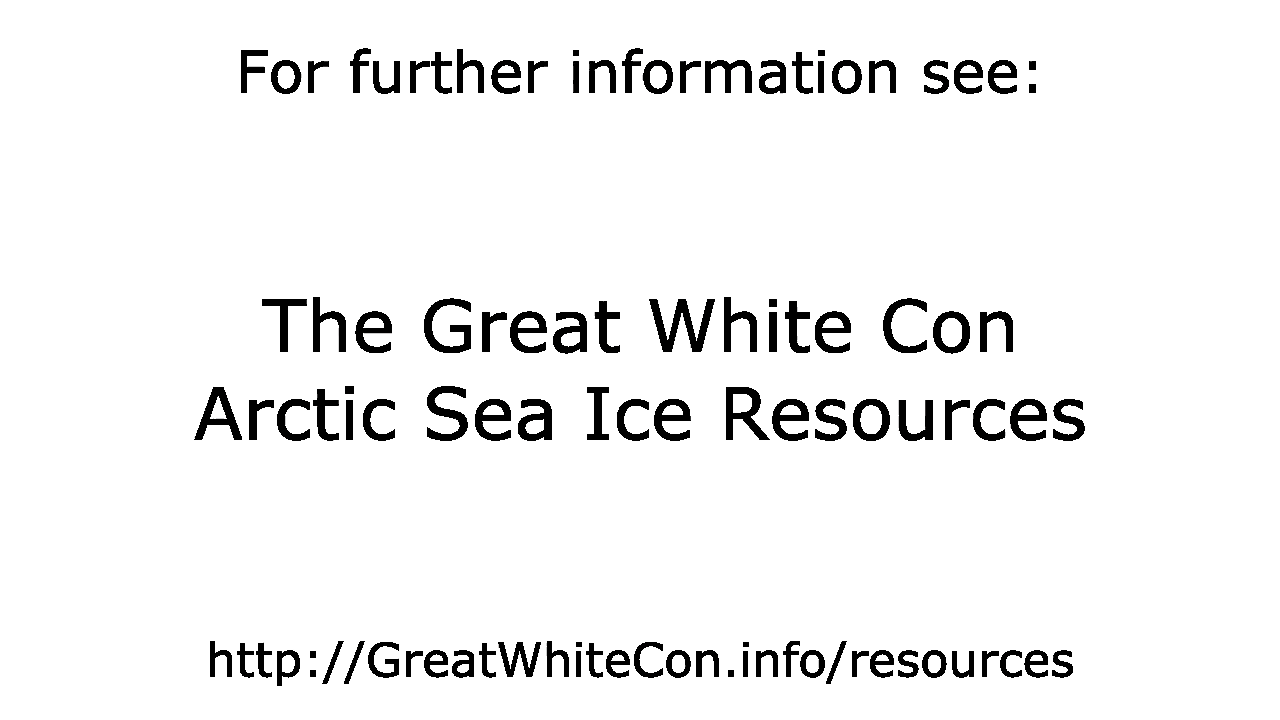 For further information see:
The Great White Con
Arctic Sea Ice Resources
http://GreatWhiteCon.info/resources